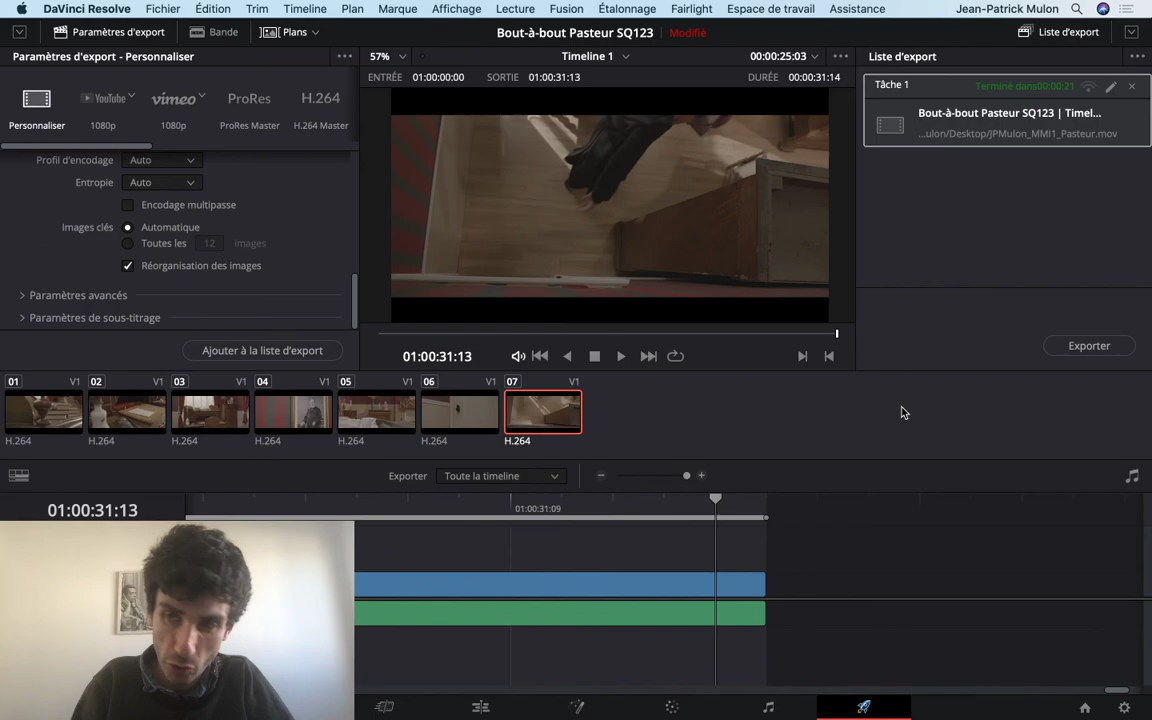 DaVinci Resolve Fichier Édition Trim Timeline Plan Marque Affichage Lecture Fusion Étalonnage Fairlight Espace de travail Assistance Jean-Patrick Mulon
Paramètres d'export Bande Plans Bout-à-bout Pasteur SQ123 Modifié Liste d'export
Paramètres d'export - Personnaliser 57% Timeline 1 00:00:25:03 Liste d'export
ENTRÉE 01:00:00:00 SORTIE 01:00:31:13 DURÉE 00:00:31:14
Tâche 1 Terminé dans00:00:21
YouTube vimeo ProRes H.264
Personnaliser 1080p 1080p ProRes Master H.264 Master
Bout-à-bout Pasteur SQ123 | Timel...
...ulon/Desktop/JPMulon_MMI1_Pasteur.mov
Profil d'encodage Auto
Entropie Auto
Encodage multipasse
Images clés Automatique
Toutes les 12 images
Réorganisation des images
Paramètres avancés
Paramètres de sous-titrage
Ajouter à la liste d'export
01:00:31:13
Exporter
01 V1 02 V1 03 V1 04 V1 05 V1 06 V1 07 V1
H.264 H.264 H.264 H.264 H.264 H.264 H.264
Exporter Toute la timeline
01:00:31:13
01:00:31:09